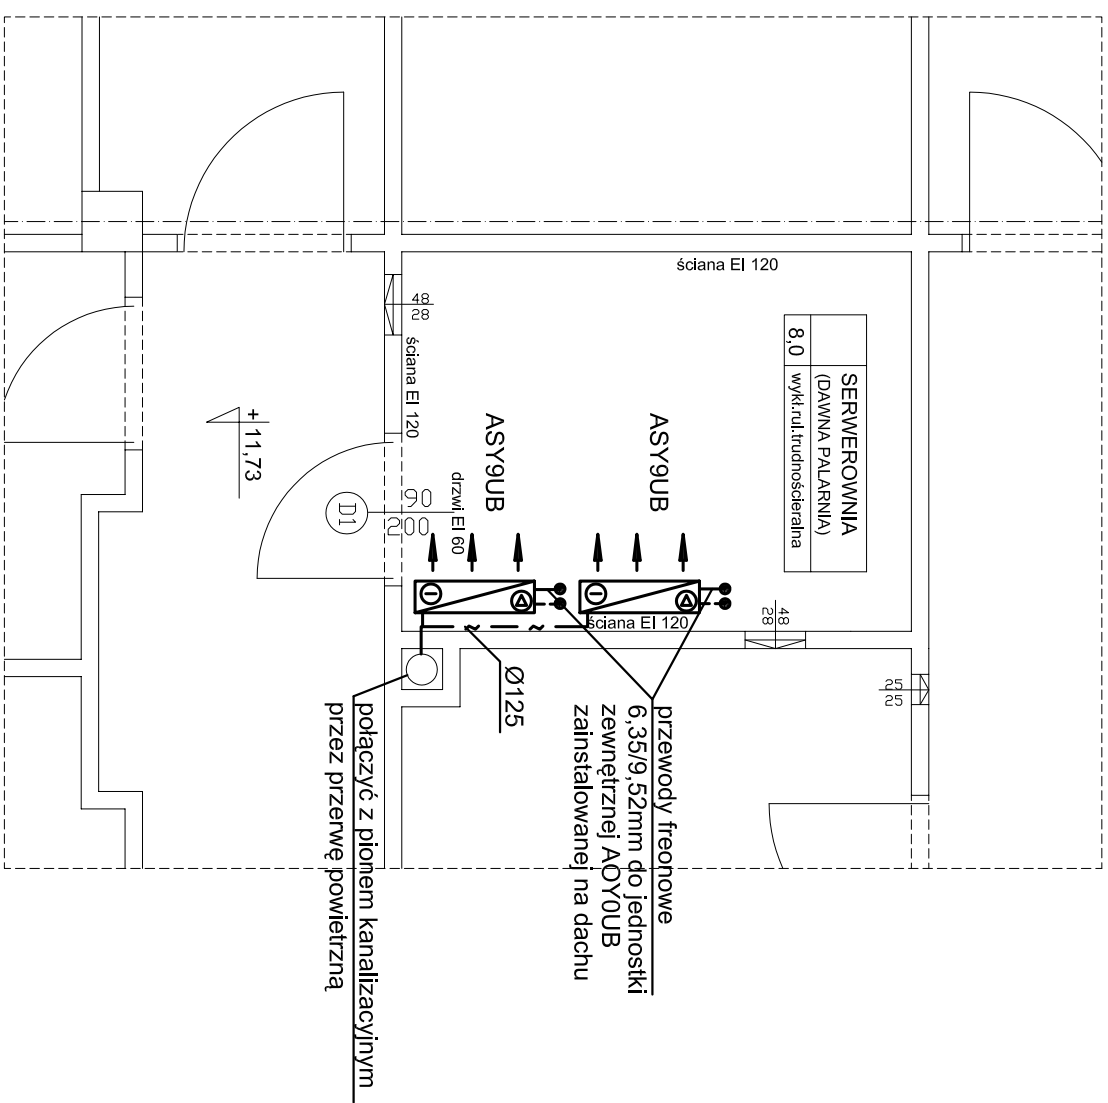 ściana EI 120
SERWEROWNIA
(DAWNA PALARNIA)
8,0
wykł.rul.trudnościeralna
48
28
ściana EI 120
+11,73
ASY9UB
ASY9UB
drzwi EI 60
90
200
D1
ściana EI 120
48
28
25
25
Ø125
przewody freonowe
6,35/9,52mm do jednostki
zewnętrznej AOY0UB
zainstalowanej na dachu
połączyć z pionem kanalizacyjnym
przez przerwę powietrzną